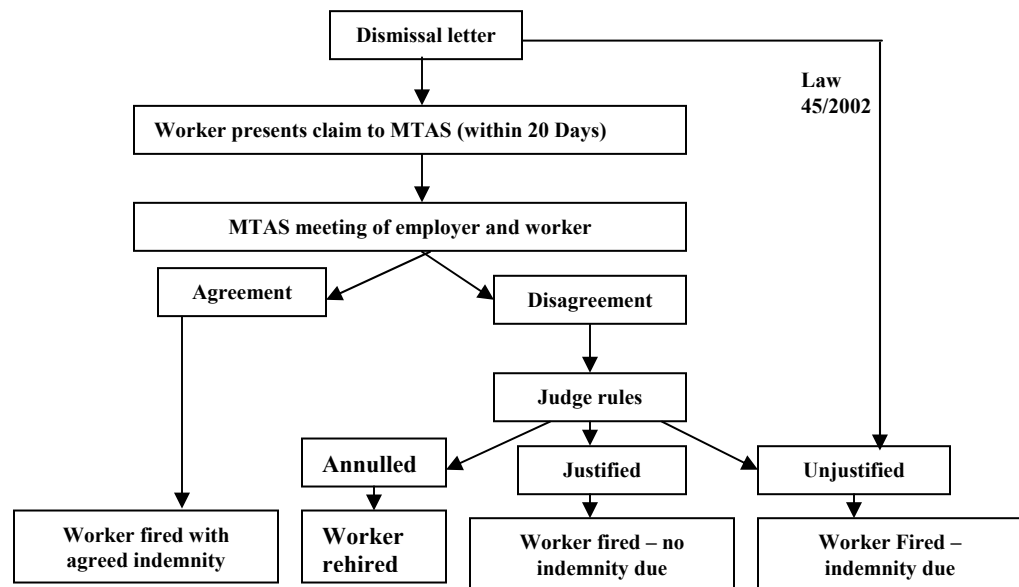 Dismissal letter
Law
45/2002
Worker presents claim to MTAS (within 20 Days)
MTAS meeting of employer and worker
Agreement
Disagreement
Judge rules
Annulled
Justified
Unjustified
Worker fired with
agreed indemnity
Worker
rehired
Worker fired – no
indemnity due
Worker Fired –
indemnity due